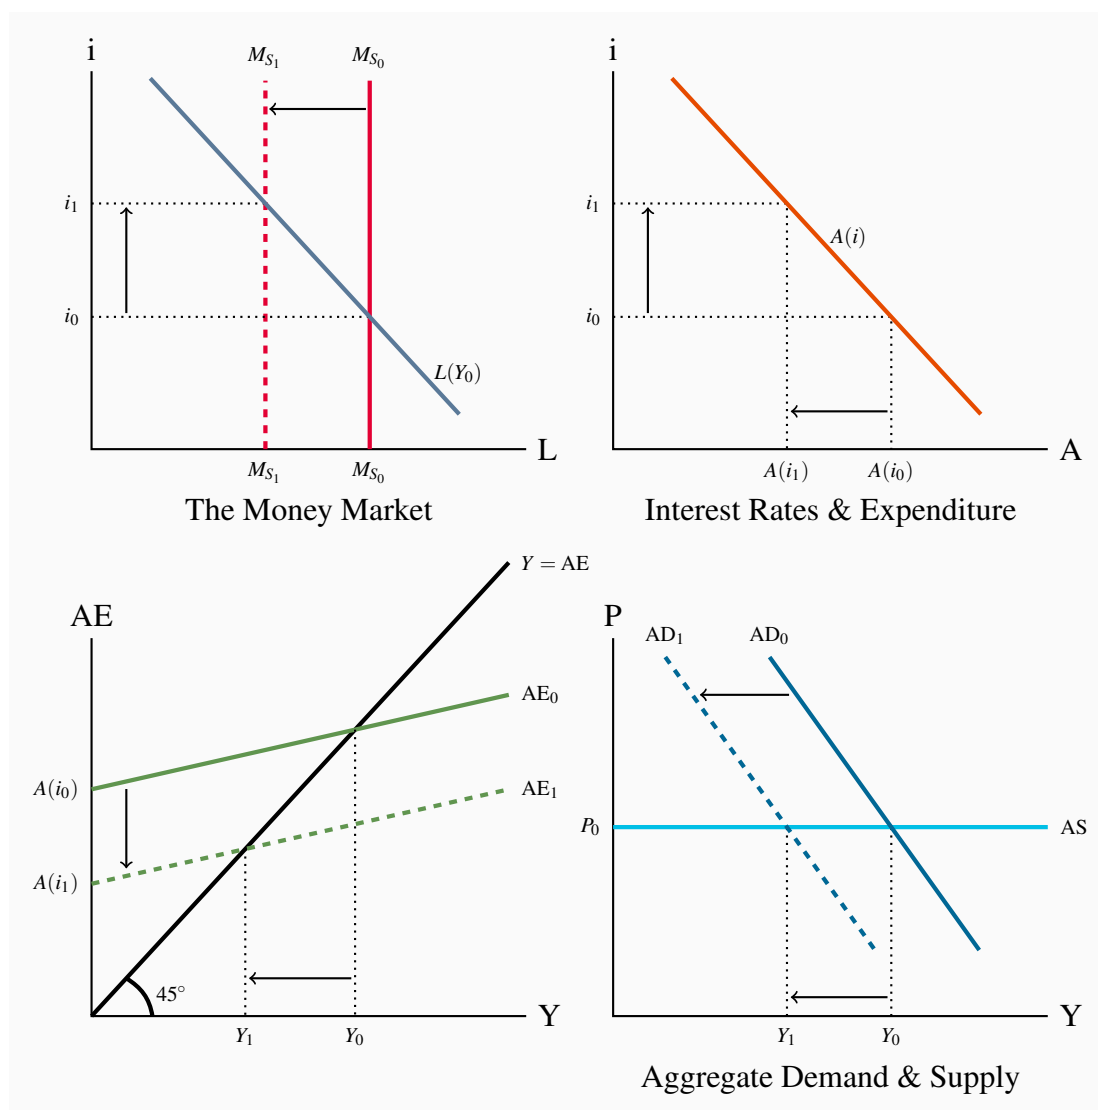 i
M_{S_1}
M_{S_0}
i_1
i_0
L(Y_0)
L
M_{S_1}
M_{S_0}
The Money Market
i
i_1
A(i)
i_0
A
A(i_1)
A(i_0)
Interest Rates & Expenditure
Y = AE
AE
AE_0
A(i_0)
AE_1
A(i_1)
45°
Y
Y_1
Y_0
P
AD_1
AD_0
P_0
AS
Y
Y_1
Y_0
Aggregate Demand & Supply